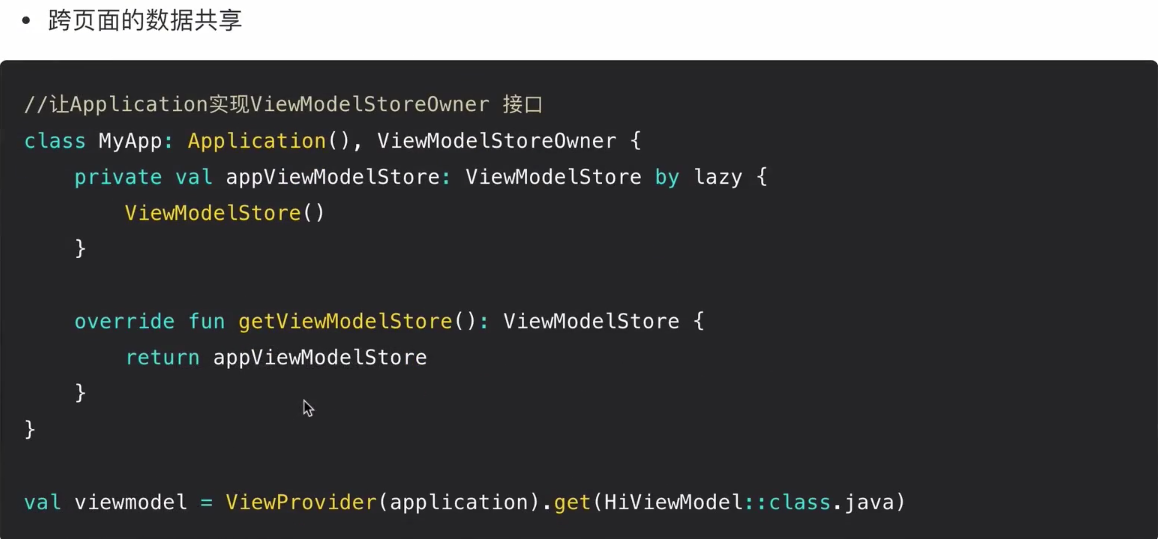 • 跨页面的数据共享
//让Application实现ViewModelStoreOwner 接口
class MyApp: Application(), ViewModelStoreOwner {
    private val appViewModelStore: ViewModelStore by lazy {
        ViewModelStore()
    }
    override fun getViewModelStore(): ViewModelStore {
        return appViewModelStore
    }
}
val viewmodel = ViewProvider(application).get(HiViewModel::class.java)